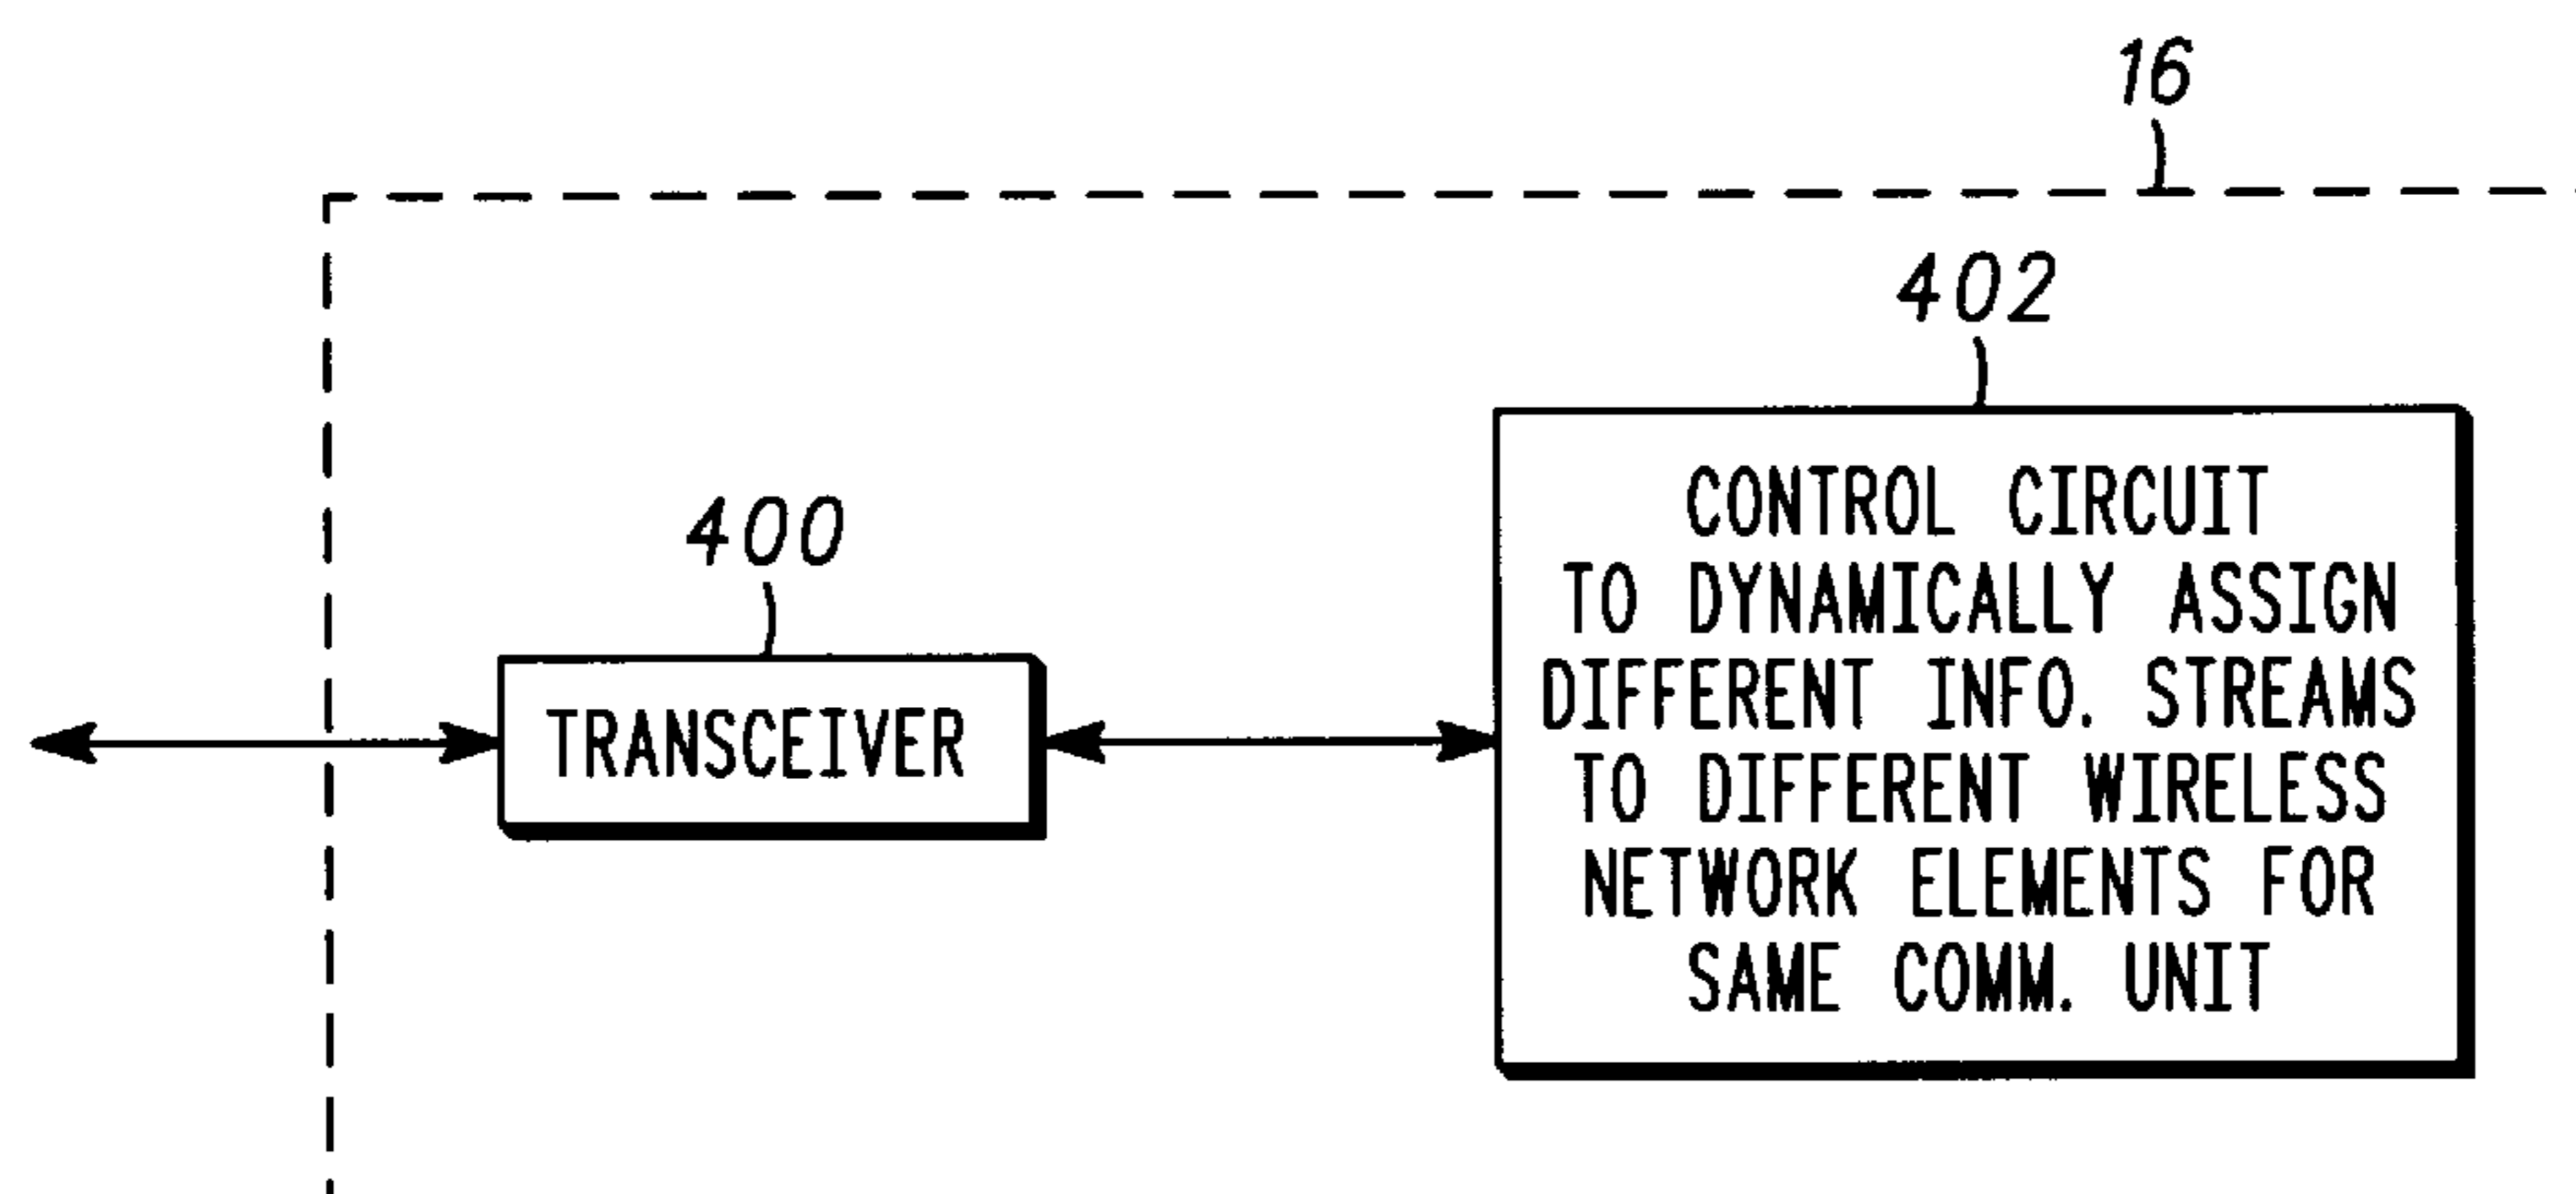 16
402
400
TRANSCEIVER
CONTROL CIRCUIT
TO DYNAMICALLY ASSIGN
DIFFERENT INFO. STREAMS
TO DIFFERENT WIRELESS
NETWORK ELEMENTS FOR
SAME COMM. UNIT